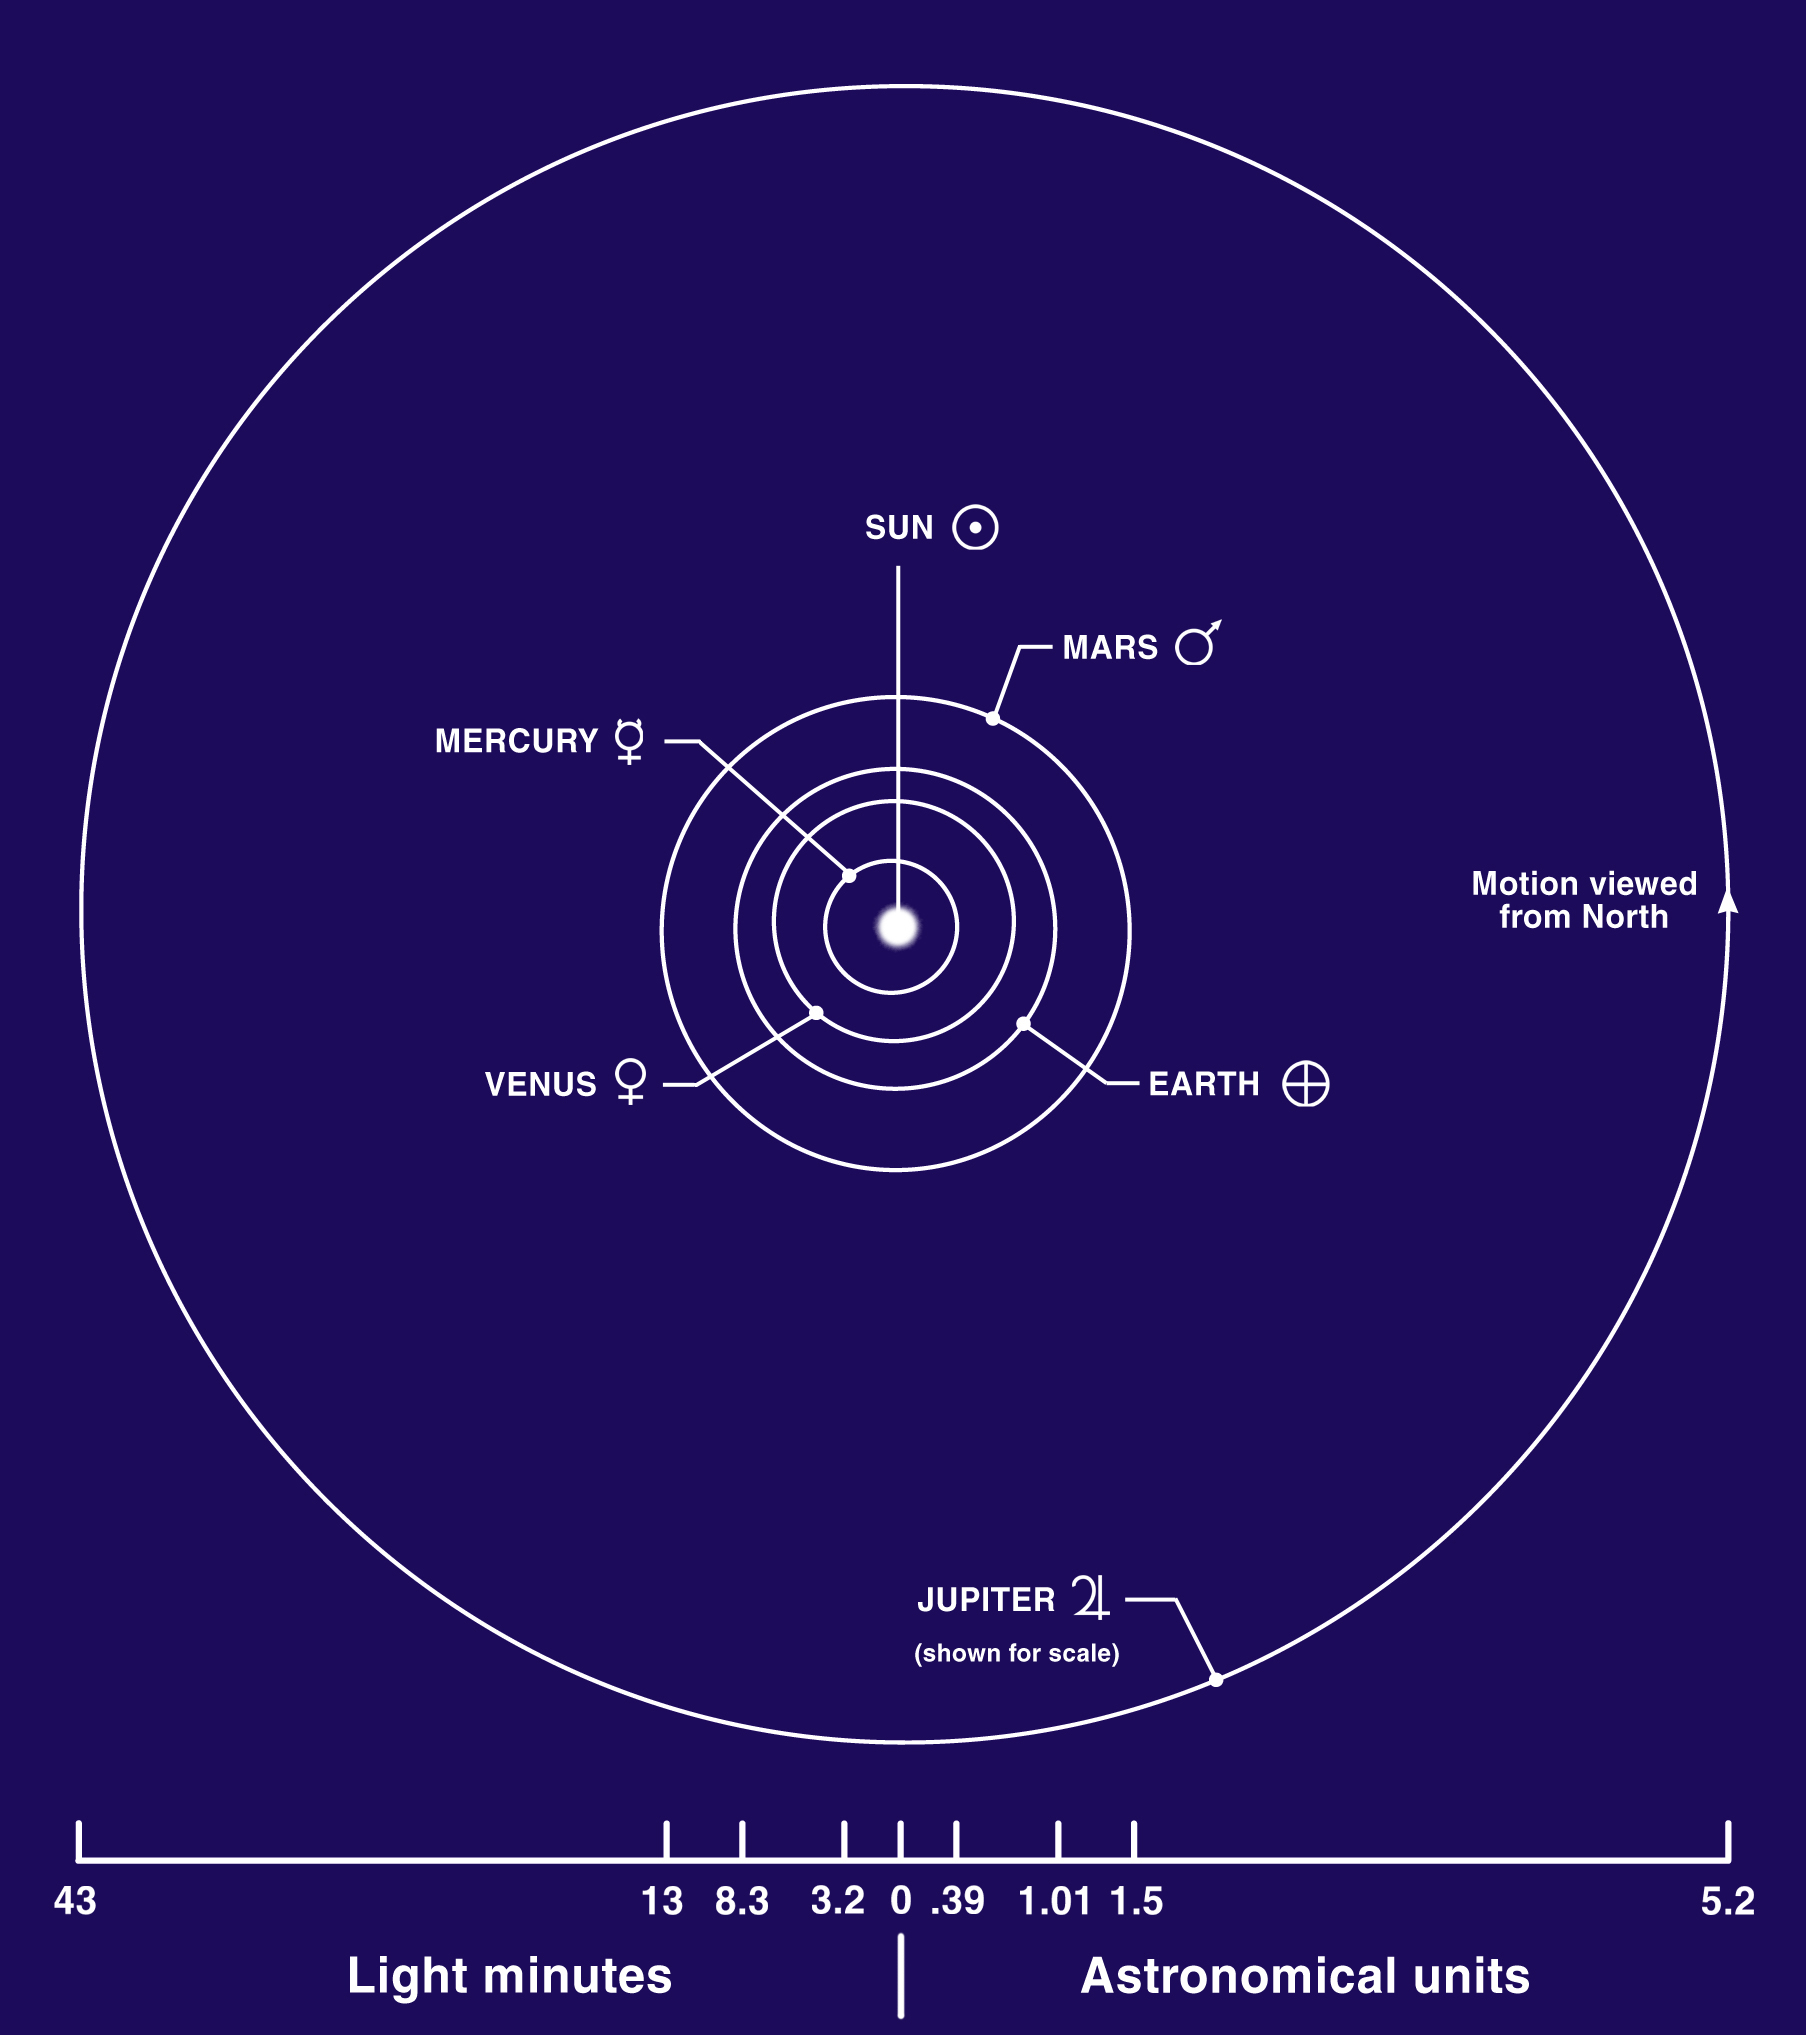 SUN
MARS
MERCURY
Motion viewed
from North
VENUS
EARTH
JUPITER
(shown for scale)
43 13 8.3 3.2 0 .39 1.01 1.5 5.2
Light minutes
Astronomical units